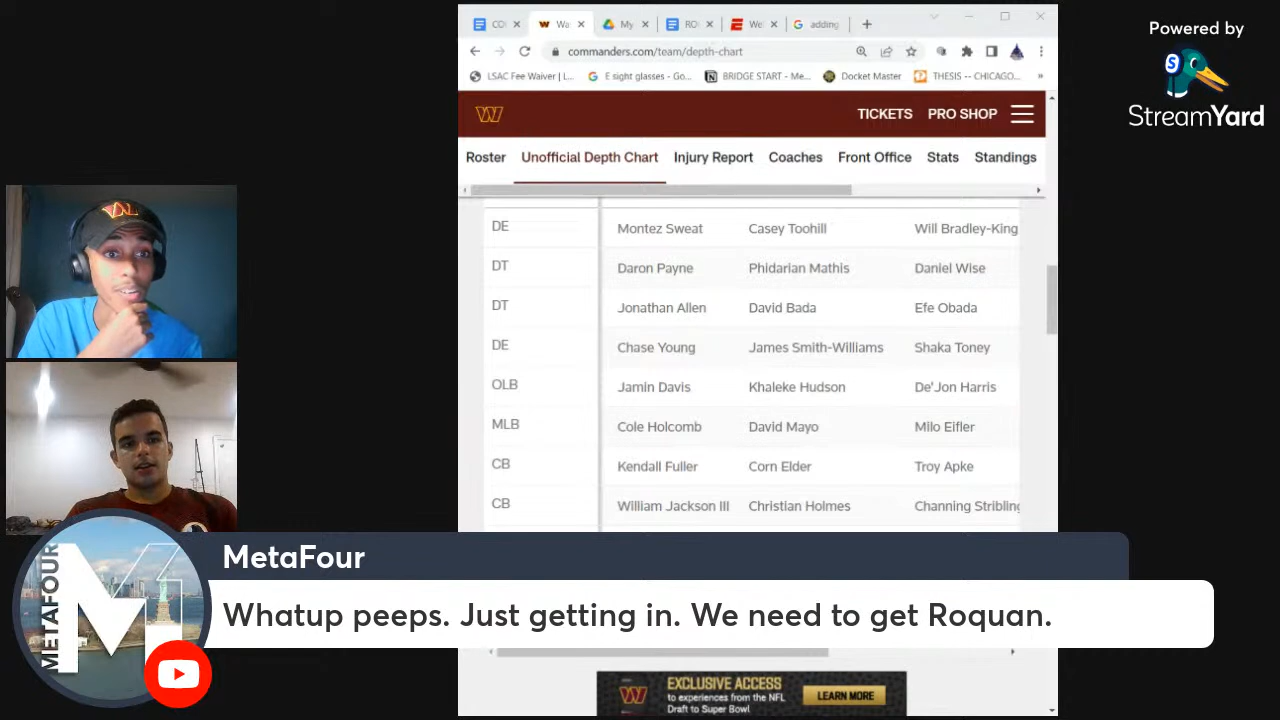 CO
Wa
My
RO
We
adding
commanders.com/team/depth-chart
LSAC Fee Waiver | L...
E sight glasses - Go...
BRIDGE START - Me...
Docket Master
THESIS -- CHICAGO...
TICKETS PRO SHOP
Roster Unofficial Depth Chart Injury Report Coaches Front Office Stats Standings
DE Montez Sweat Casey Toohill Will Bradley-King
DT Daron Payne Phidarian Mathis Daniel Wise
DT Jonathan Allen David Bada Efe Obada
DE Chase Young James Smith-Williams Shaka Toney
OLB Jamin Davis Khaleke Hudson De'Jon Harris
MLB Cole Holcomb David Mayo Milo Eifler
CB Kendall Fuller Corn Elder Troy Apke
CB William Jackson III Christian Holmes Channing Stribling
EXCLUSIVE ACCESS
to experiences from the NFL
Draft to Super Bowl
LEARN MORE
Powered by
S
StreamYard
METAFOUR
M
MetaFour
Whatup peeps. Just getting in. We need to get Roquan.